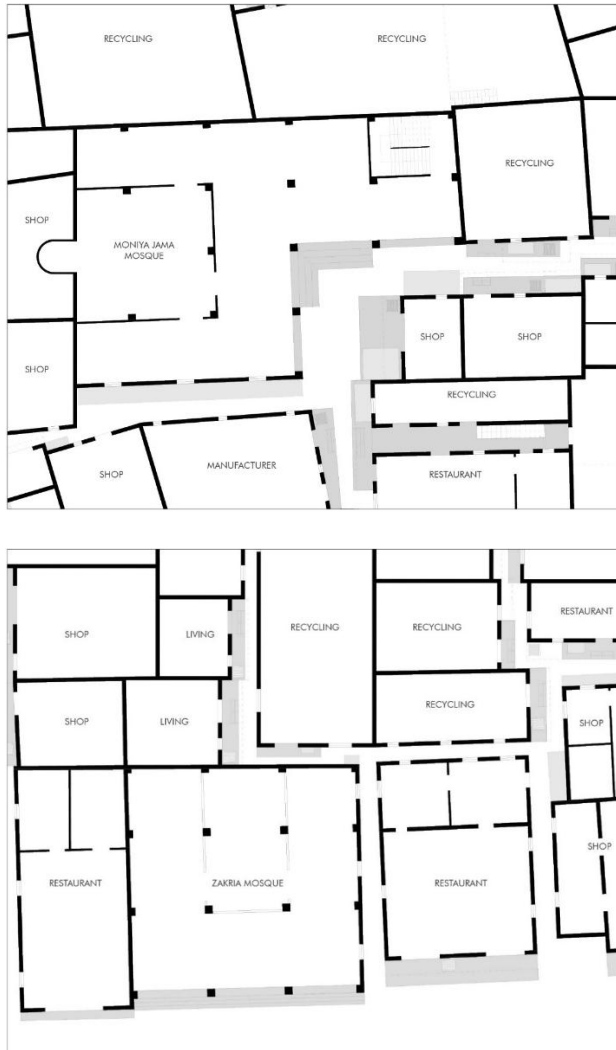 RECYCLING
RECYCLING
RECYCLING
SHOP
MONIYA JAMA
MOSQUE
SHOP
SHOP
SHOP
RECYCLING
SHOP
MANUFACTURER
RESTAURANT
RESTAURANT
SHOP
LIVING
RECYCLING
RECYCLING
RECYCLING
SHOP
LIVING
SHOP
SHOP
RESTAURANT
ZAKRIA MOSQUE
RESTAURANT